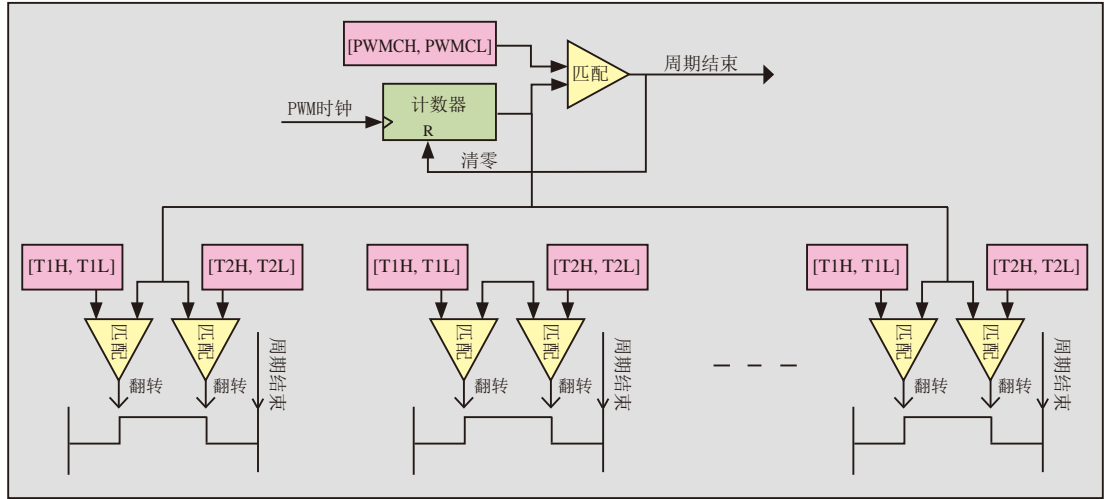 [PWMCH, PWMCL]
匹配
周期结束
PWM时钟
计数器
R
清零
[T1H, T1L]
[T2H, T2L]
[T1H, T1L]
[T2H, T2L]
[T1H, T1L]
[T2H, T2L]
匹配
匹配
周期结束
匹配
匹配
周期结束
匹配
匹配
周期结束
翻转
翻转
翻转
翻转
翻转
翻转